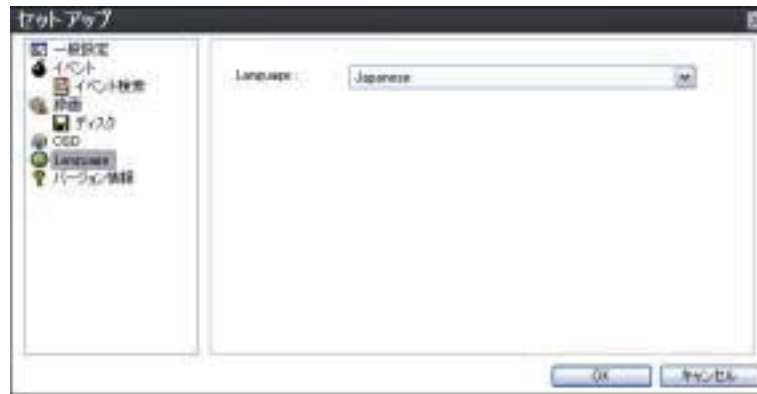 セットアップ
一般設定
イベント
イベント検索
録画
ディスク
OSD
Language
バージョン情報
Language :
Japanese
OK
キャンセル